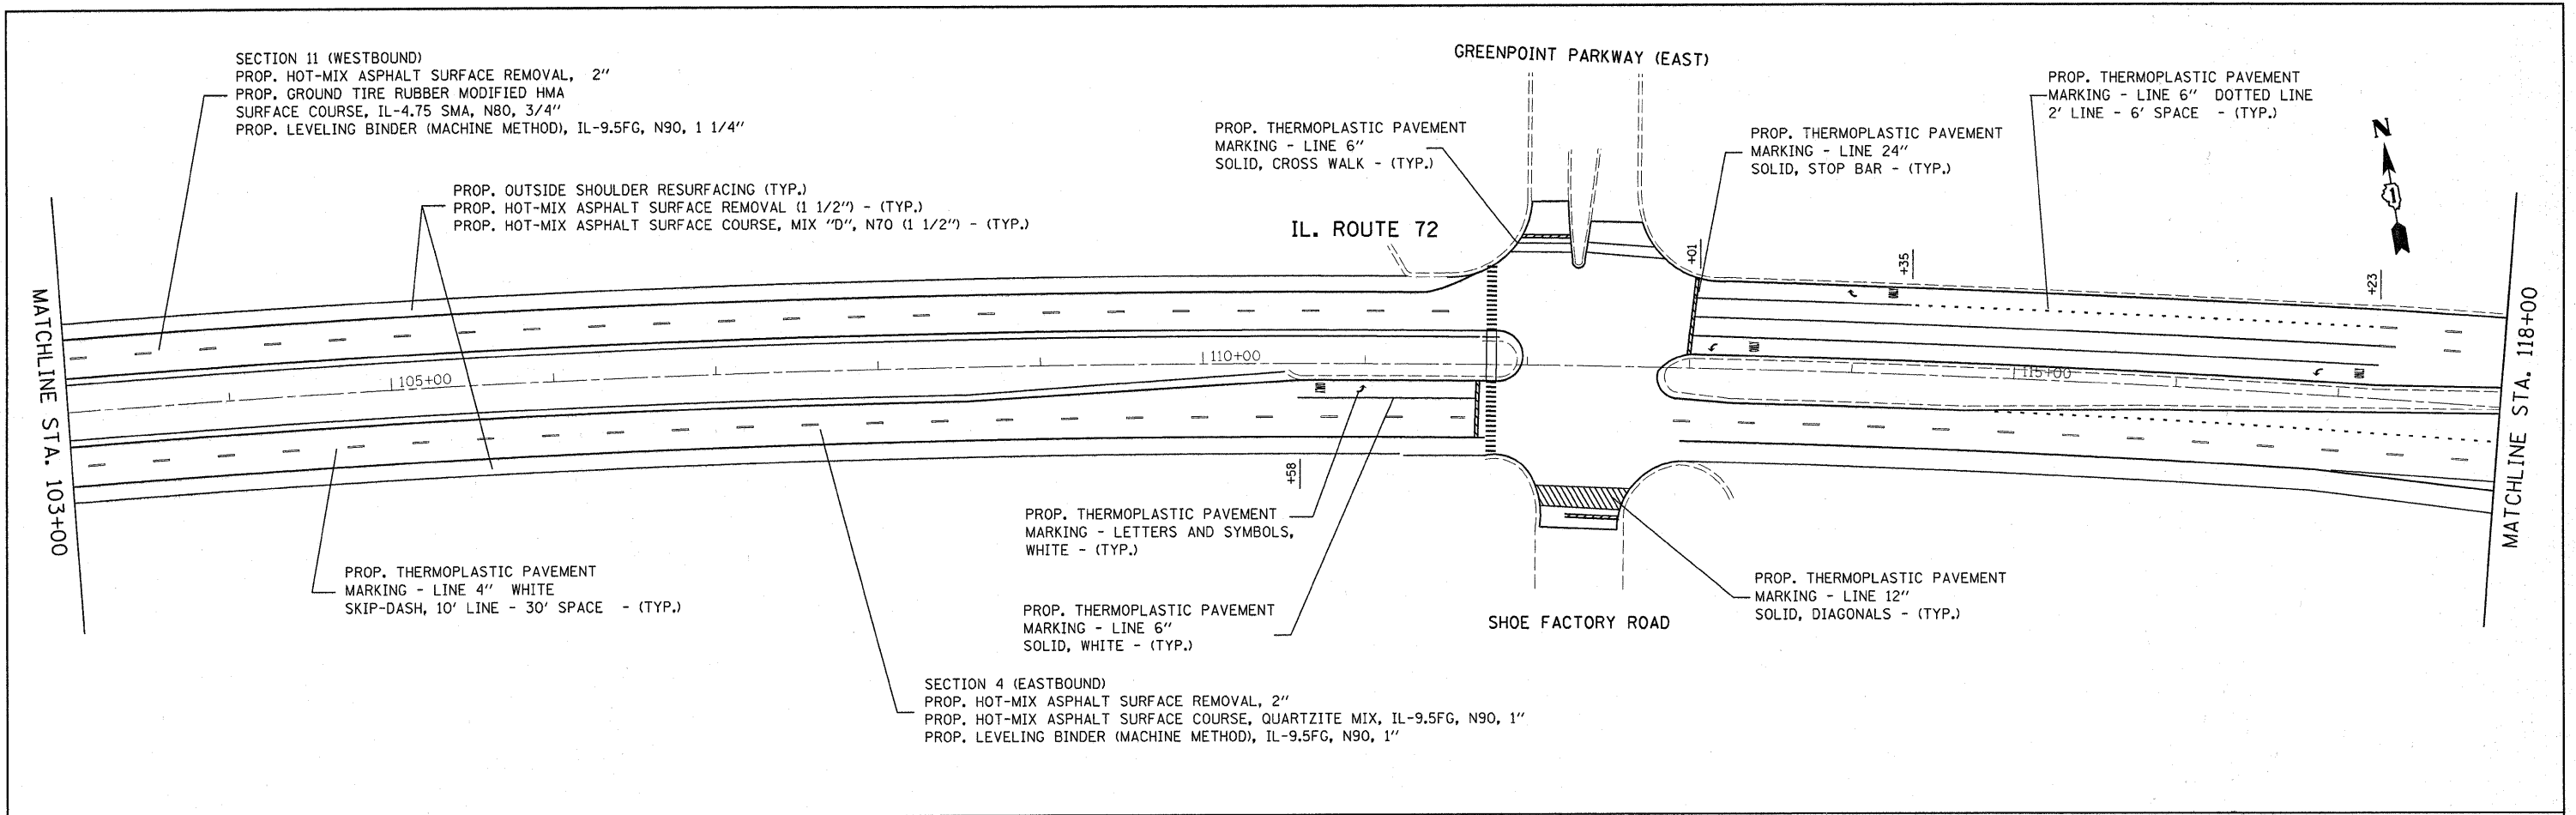 GREENPOINT PARKWAY (EAST)
SECTION 11 (WESTBOUND)
PROP. HOT-MIX ASPHALT SURFACE REMOVAL, 2"
PROP. GROUND TIRE RUBBER MODIFIED HMA
SURFACE COURSE, IL-4.75 SMA, N80, 3/4"
PROP. LEVELING BINDER (MACHINE METHOD), IL-9.5FG, N90, 1 1/4"
PROP. OUTSIDE SHOULDER RESURFACING (TYP.)
PROP. HOT-MIX ASPHALT SURFACE REMOVAL (1 1/2") - (TYP.)
PROP. HOT-MIX ASPHALT SURFACE COURSE, MIX "D", N70 (1 1/2") - (TYP.)
PROP. THERMOPLASTIC PAVEMENT
MARKING - LINE 6"
SOLID, CROSS WALK - (TYP.)
PROP. THERMOPLASTIC PAVEMENT
MARKING - LINE 24"
SOLID, STOP BAR - (TYP.)
PROP. THERMOPLASTIC PAVEMENT
MARKING - LINE 6" DOTTED LINE
2' LINE - 6' SPACE - (TYP.)
N
1
IL. ROUTE 72
+01
+35
+23
ONLY
MATCHLINE STA. 103+00
105+00
110+00
115+00
ONLY
ONLY
ONLY
MATCHLINE STA. 118+00
+58
PROP. THERMOPLASTIC PAVEMENT
MARKING - LETTERS AND SYMBOLS,
WHITE - (TYP.)
PROP. THERMOPLASTIC PAVEMENT
MARKING - LINE 4" WHITE
SKIP-DASH, 10' LINE - 30' SPACE - (TYP.)
PROP. THERMOPLASTIC PAVEMENT
MARKING - LINE 6"
SOLID, WHITE - (TYP.)
SHOE FACTORY ROAD
PROP. THERMOPLASTIC PAVEMENT
MARKING - LINE 12"
SOLID, DIAGONALS - (TYP.)
SECTION 4 (EASTBOUND)
PROP. HOT-MIX ASPHALT SURFACE REMOVAL, 2"
PROP. HOT-MIX ASPHALT SURFACE COURSE, QUARTZITE MIX, IL-9.5FG, N90, 1"
PROP. LEVELING BINDER (MACHINE METHOD), IL-9.5FG, N90, 1"